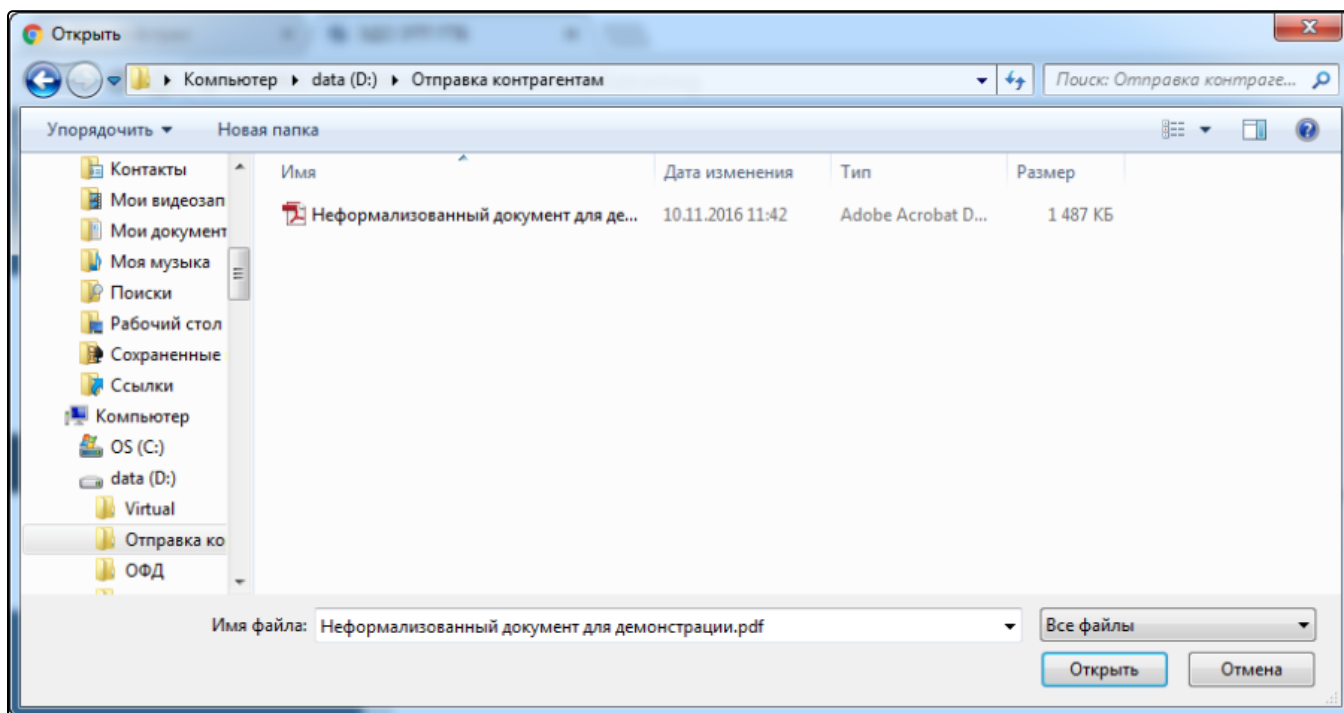 Открыть
Компьютер data (D:) Отправка контрагентам Поиск: Отправка контраге...
Упорядочить Новая папка
Имя Дата изменения Тип Размер
Неформализованный документ для де... 10.11.2016 11:42 Adobe Acrobat D... 1 487 КБ
Контакты
Мои видеозап
Мои документ
Моя музыка
Поиски
Рабочий стол
Сохраненные
Ссылки
Компьютер
OS (C:)
data (D:)
Virtual
Отправка ко
ОФД
Имя файла: Неформализованный документ для демонстрации.pdf Все файлы
Открыть Отмена